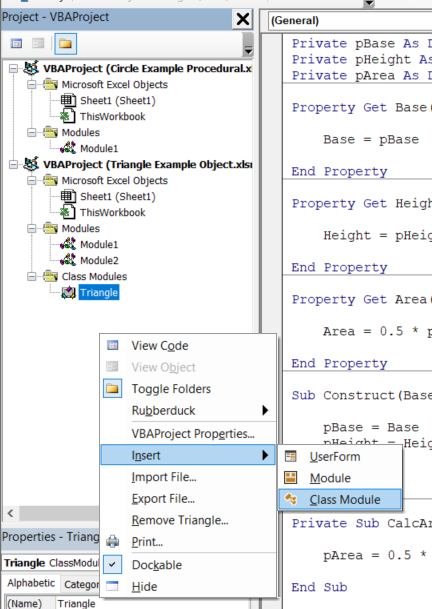 Project - VBAProject
VBAProject (Circle Example Procedural.x
Microsoft Excel Objects
Sheet1 (Sheet1)
ThisWorkbook
Modules
Module1
VBAProject (Triangle Example Object.xlsm
Microsoft Excel Objects
Sheet1 (Sheet1)
ThisWorkbook
Modules
Module1
Module2
Class Modules
Triangle
View Code
View Object
Toggle Folders
Rubberduck
VBAProject Properties...
Insert
Import File...
Export File...
Remove Triangle...
Print...
Dockable
Hide
UserForm
Module
Class Module
Properties - Triang
Triangle ClassModul
Alphabetic
Categor
(Name)
Triangle
(General)
Private pBase As D
Private pHeight As
Private pArea As D
Property Get Base(
Base = pBase
End Property
Property Get Heigh
Height = pHeig
End Property
Property Get Area(
Area = 0.5 * p
End Property
Sub Construct(Base
pBase = Base
pHeight = Heig
Private Sub CalcAr
pArea = 0.5 *
End Sub